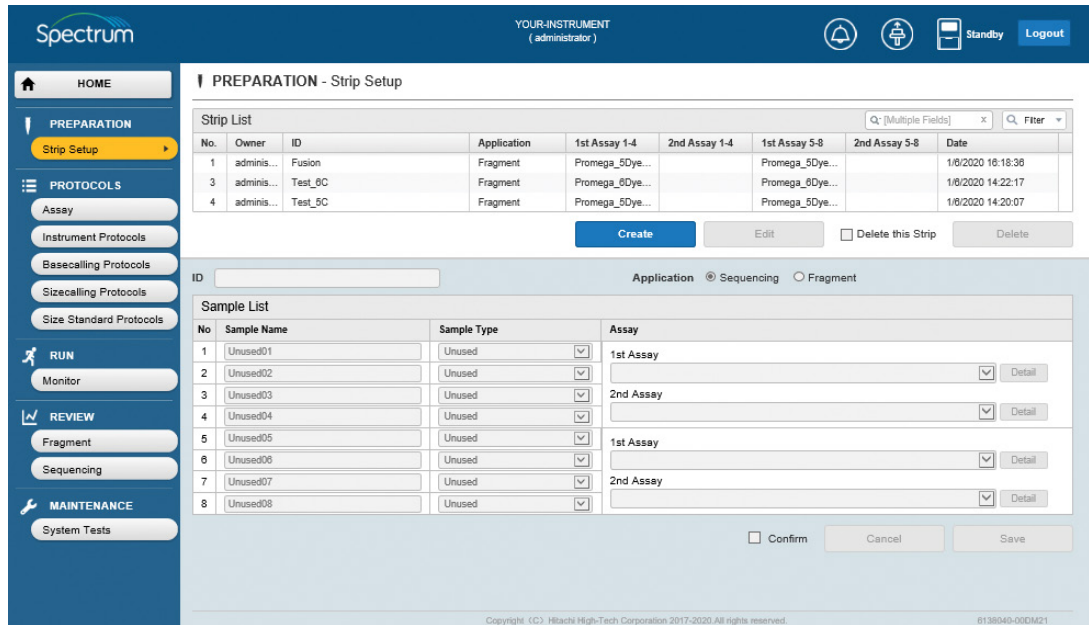 Spectrum
YOUR-INSTRUMENT
( administrator )
Standby
Logout
HOME
PREPARATION
Strip Setup
PROTOCOLS
Assay
Instrument Protocols
Basecalling Protocols
Sizecalling Protocols
Size Standard Protocols
RUN
Monitor
REVIEW
Fragment
Sequencing
MAINTENANCE
System Tests
PREPARATION - Strip Setup
Strip List
[Multiple Fields] x
Filter
No. Owner ID Application 1st Assay 1-4 2nd Assay 1-4 1st Assay 5-8 2nd Assay 5-8 Date
1 adminis... Fusion Fragment Promega_5Dye... Promega_5Dye... 1/6/2020 16:18:36
3 adminis... Test_6C Fragment Promega_6Dye... Promega_6Dye... 1/6/2020 14:22:17
4 adminis... Test_5C Fragment Promega_5Dye... Promega_5Dye... 1/6/2020 14:20:07
Create Edit Delete this Strip Delete
ID Application Sequencing Fragment
Sample List
No Sample Name Sample Type Assay
1 Unused01 Unused
2 Unused02 Unused
3 Unused03 Unused
4 Unused04 Unused
5 Unused05 Unused
6 Unused06 Unused
7 Unused07 Unused
8 Unused08 Unused
1st Assay
Detail
2nd Assay
Detail
1st Assay
Detail
2nd Assay
Detail
Confirm Cancel Save
Copyright (C) Hitachi High-Tech Corporation 2017-2020.All rights reserved.
6138040-00DM21